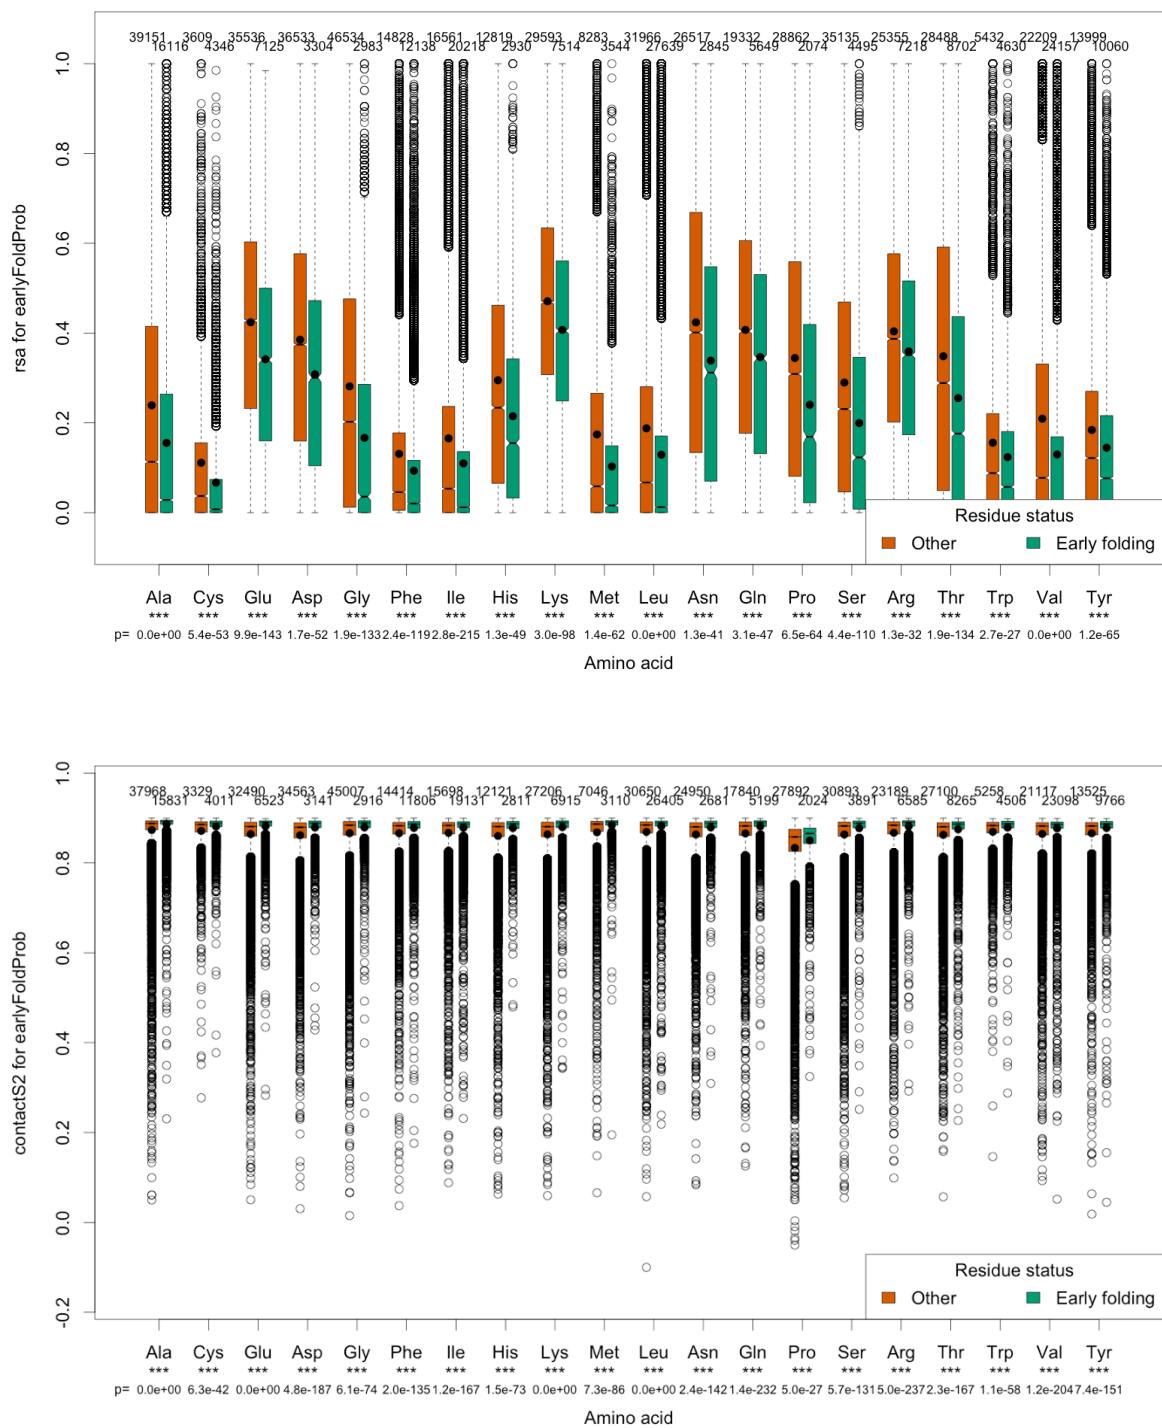 39151 3609 35536 36533 46534 14828 16561 12819 29593 8283 31966 26517 19332 28862 35135 25355 28488 5432 22209 13999
16116 4346 7125 3304 2983 12138 20218 2930 7514 3544 27639 2845 5649 2074 4495 7218 8702 4630 24157 10060
1.0
0.8
0.6
0.4
0.2
0.0
rsa for earlyFoldProb
Residue status
Other Early folding
Ala Cys Glu Asp Gly Phe Ile His Lys Met Leu Asn Gln Pro Ser Arg Thr Trp Val Tyr
*** *** *** *** *** *** *** *** *** *** *** *** *** *** *** *** *** *** *** ***
p= 0.0e+00 5.4e-53 9.9e-143 1.7e-52 1.9e-133 2.4e-119 2.8e-215 1.3e-49 3.0e-98 1.4e-62 0.0e+00 1.3e-41 3.1e-47 6.5e-64 4.4e-110 1.3e-32 1.9e-134 2.7e-27 0.0e+00 1.2e-65
Amino acid
37968 3329 32490 34563 45007 14414 15698 12121 27206 7046 30650 24950 17840 27892 30893 23189 27100 5258 21117 13525
15831 4011 6523 3141 2916 11806 19131 2811 6915 3110 26405 2681 5199 2024 3891 6585 8265 4506 23098 9766
1.0
0.8
0.6
0.4
0.2
0.0
-0.2
contactS2 for earlyFoldProb
Residue status
Other Early folding
Ala Cys Glu Asp Gly Phe Ile His Lys Met Leu Asn Gln Pro Ser Arg Thr Trp Val Tyr
*** *** *** *** *** *** *** *** *** *** *** *** *** *** *** *** *** *** *** ***
p= 0.0e+00 6.3e-42 0.0e+00 4.8e-187 6.1e-74 2.0e-135 1.2e-167 1.5e-73 0.0e+00 7.3e-86 0.0e+00 2.4e-142 1.4e-232 5.0e-27 5.7e-131 5.0e-237 2.3e-167 1.1e-58 1.2e-204 7.4e-151
Amino acid